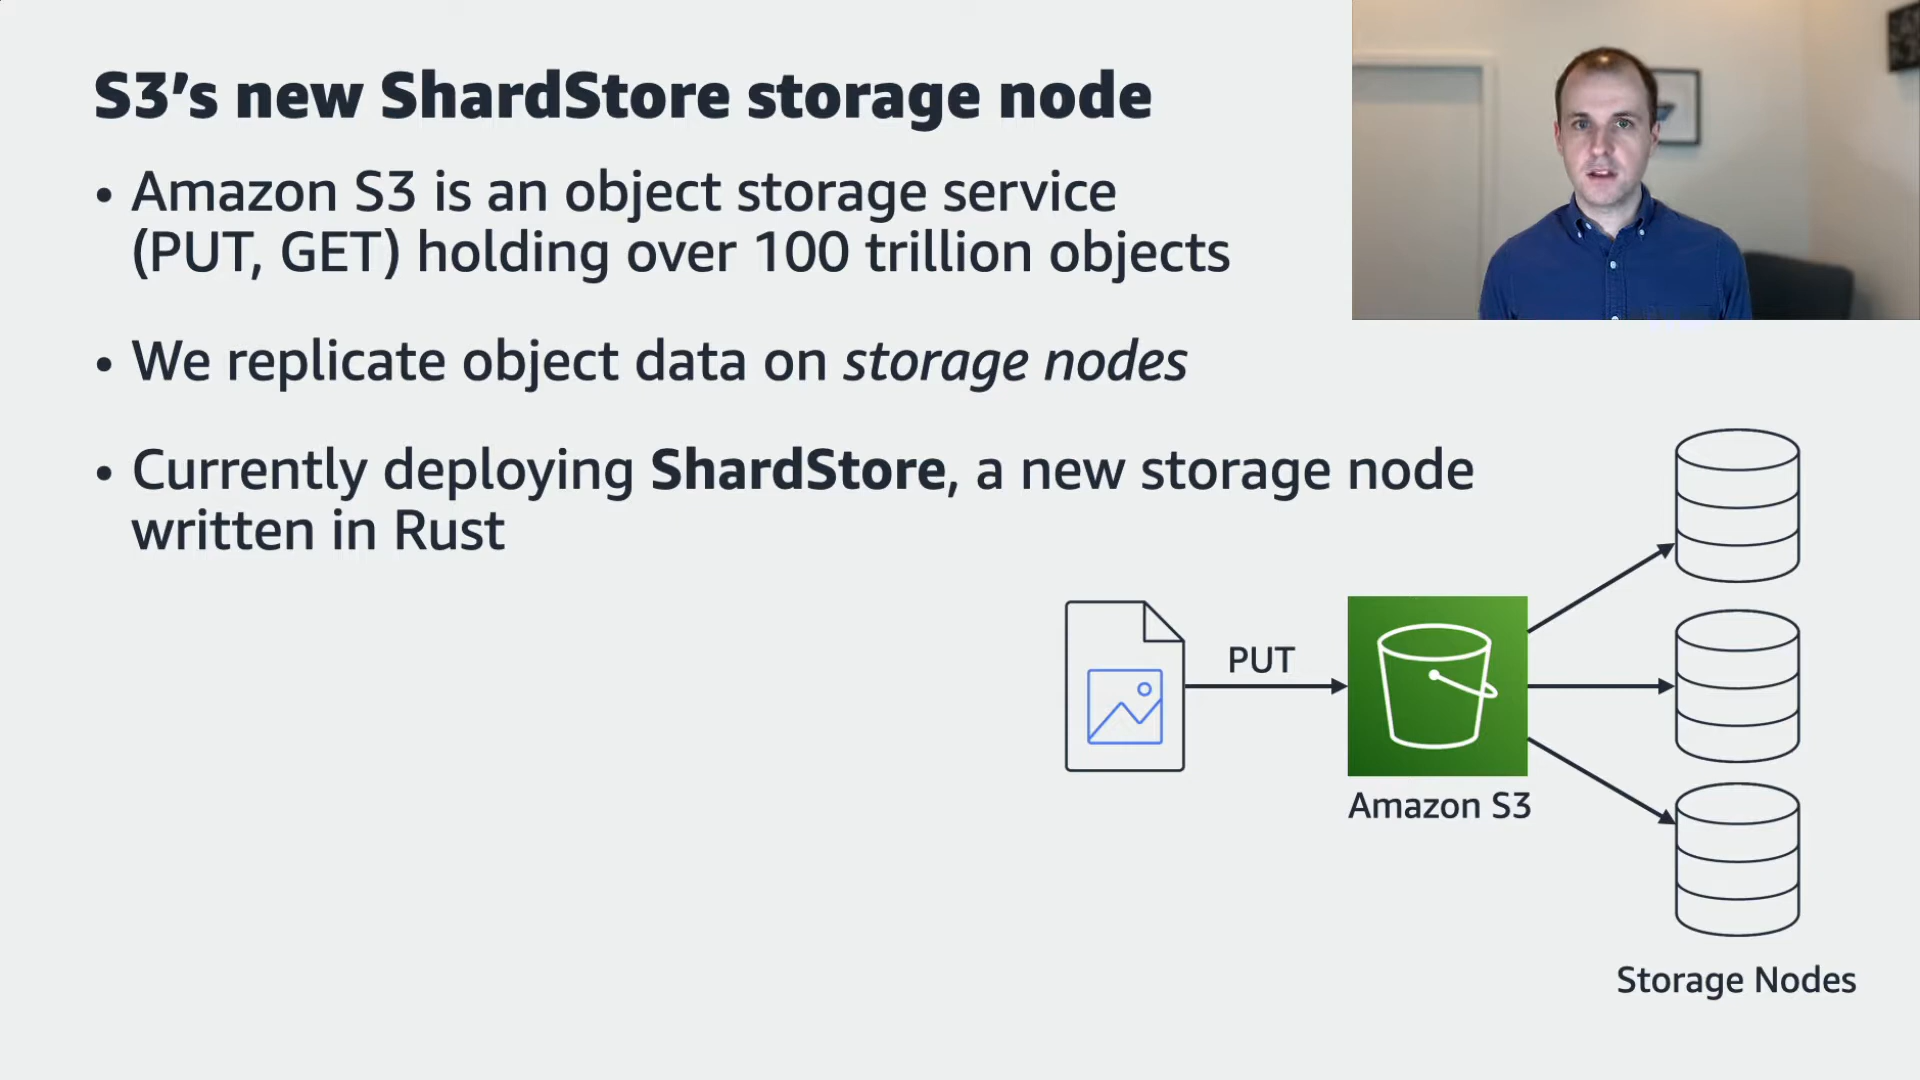 S3’s new ShardStore storage node
• Amazon S3 is an object storage service
(PUT, GET) holding over 100 trillion objects
• We replicate object data on storage nodes
• Currently deploying ShardStore, a new storage node
written in Rust
PUT
Amazon S3
Storage Nodes